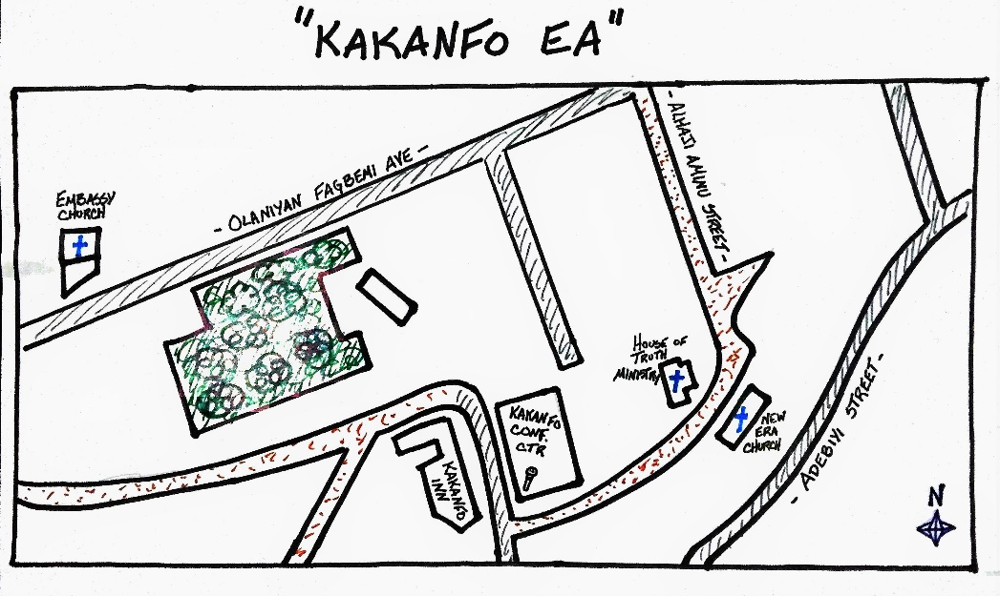 "KAKANFO EA"
- OLANIYAN FAGBEMI AVE -
- ALHAJI AMINU STREET -
EMBASSY
CHURCH
HOUSE OF
TRUTH
MINISTRY
KAKANFO
CONF.
CTR
KAKANFO
INN
NEW
ERA
CHURCH
- ADEBIYI STREET -
N